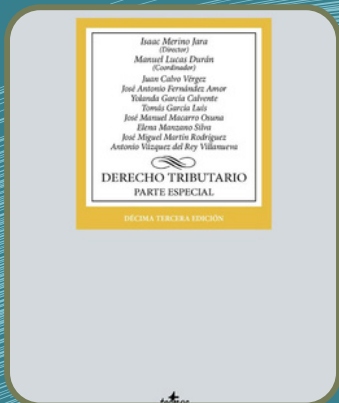 Isaac Merino Jara
(Director)
Manuel Lucas Durán
(Coordinador)
Juan Calvo Vérgez
José Antonio Fernández Amor
Yolanda García Calvente
Tomás García Luis
José Manuel Macarro Osuna
Elena Manzano Silva
José Miguel Martín Rodríguez
Antonio Vázquez del Rey Villanueva
DERECHO TRIBUTARIO
PARTE ESPECIAL
DÉCIMA TERCERA EDICIÓN